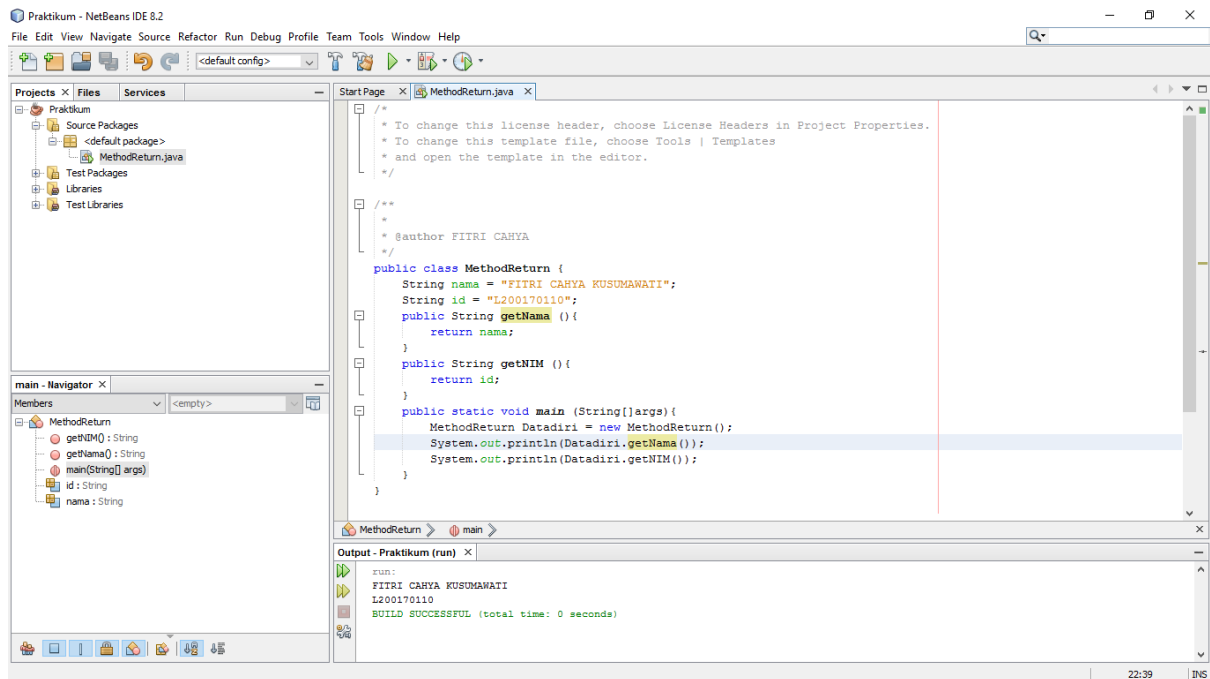 Praktikum - NetBeans IDE 8.2
File Edit View Navigate Source Refactor Run Debug Profile Team Tools Window Help
<default config>
Projects Files Services
Praktikum
Source Packages
<default package>
MethodReturn.java
Test Packages
Libraries
Test Libraries
main - Navigator
Members <empty>
MethodReturn
getNIM() : String
getNama() : String
main(String[] args)
id : String
nama : String
Start Page MethodReturn.java
/*
* To change this license header, choose License Headers in Project Properties.
* To change this template file, choose Tools | Templates
* and open the template in the editor.
*/
/**
*
* @author FITRI CAHYA
*/
public class MethodReturn {
String nama = "FITRI CAHYA KUSUMAWATI";
String id = "L200170110";
public String getNama (){
return nama;
}
public String getNIM (){
return id;
}
public static void main (String[]args){
MethodReturn Datadiri = new MethodReturn();
System.out.println(Datadiri.getNama());
System.out.println(Datadiri.getNIM());
}
}
MethodReturn main
Output - Praktikum (run)
run:
FITRI CAHYA KUSUMAWATI
L200170110
BUILD SUCCESSFUL (total time: 0 seconds)
22:39 INS